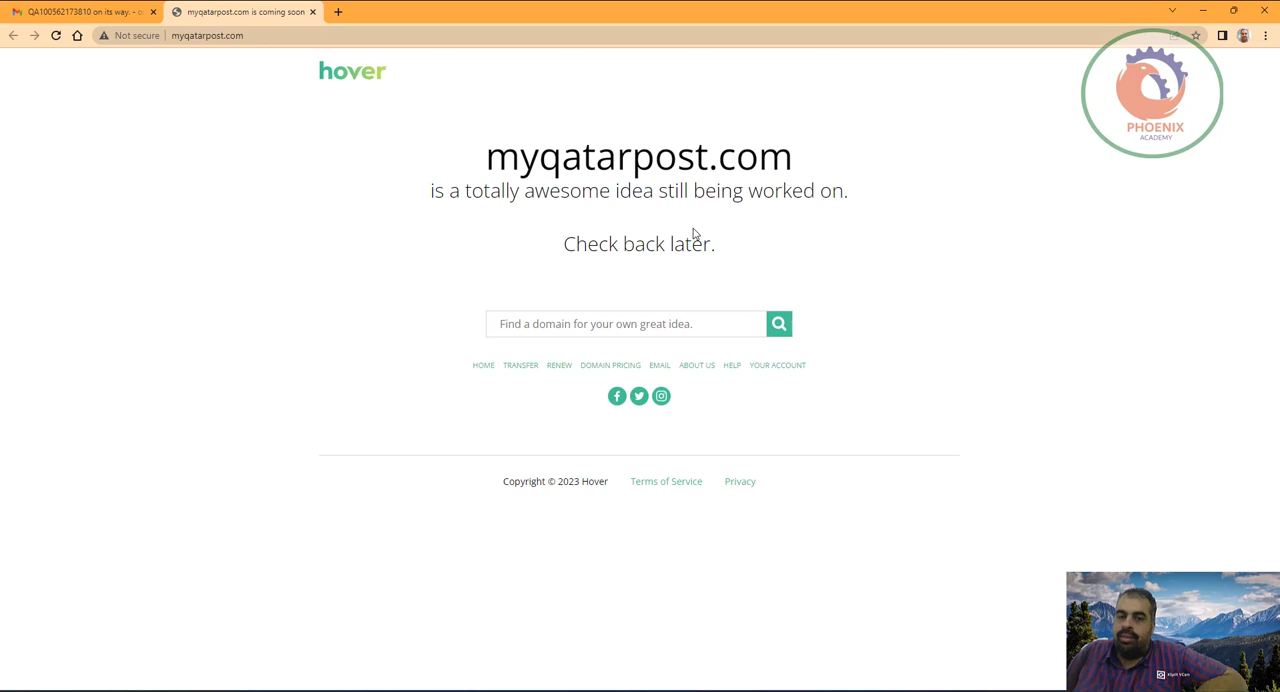 QA100562173810 on its way. -
myqatarpost.com is coming soon
Not secure
myqatarpost.com
hover
PHOENIX
ACADEMY
myqatarpost.com
is a totally awesome idea still being worked on.
Check back later.
Find a domain for your own great idea.
HOME TRANSFER RENEW DOMAIN PRICING EMAIL ABOUT US HELP YOUR ACCOUNT
Copyright © 2023 Hover Terms of Service Privacy
XSplit VCam